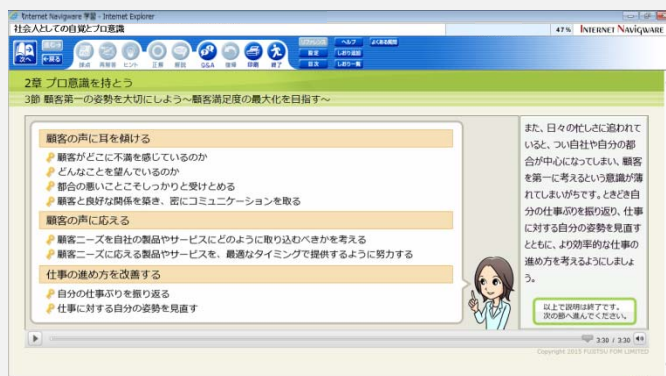 Internet Navigware 学習 - Internet Explorer
社会人としての自覚とプロ意識
47% INTERNET NAVIGWARE
次へ 戻る 採点 再解答 ヒント 正解 解説 Q&A 復帰 印刷 終了 ヘルプ よくある質問
設定 しおり追加
目次 しおり一覧
2章 プロ意識を持とう
3節 顧客第一の姿勢を大切にしよう～顧客満足度の最大化を目指す～
顧客の声に耳を傾ける
顧客がどこに不満を感じているのか
どんなことを望んでいるのか
都合の悪いことこそしっかりと受けとめる
顧客と良好な関係を築き、密にコミュニケーションを取る
顧客の声に応える
顧客ニーズを自社の製品やサービスにどのように取り込むべきかを考える
顧客ニーズに応える製品やサービスを、最適なタイミングで提供するように努力する
仕事の進め方を改善する
自分の仕事ぶりを振り返る
仕事に対する自分の姿勢を見直す
また、日々の忙しさに追われて
いると、つい自社や自分の都
合が中心になってしまい、顧客
を第一に考えるという意識が薄
れてしまいがちです。ときどき自
分の仕事ぶりを振り返り、仕事
に対する自分の姿勢を見直す
とともに、より効率的な仕事の
進め方を考えるようにしましょ
う。
以上で説明は終了です。
次の節へ進んでください。
3:30 / 3:30
Copyright 2015 FUJITSU FOM LIMITED